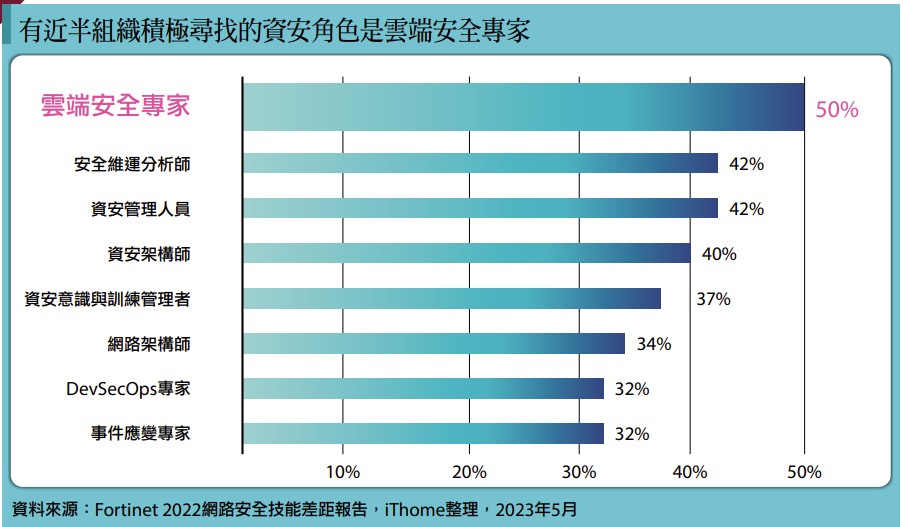 有近半組織積極尋找的資安角色是雲端安全專家
雲端安全專家 50%
安全維運分析師 42%
資安管理人員 42%
資安架構師 40%
資安意識與訓練管理者 37%
網路架構師 34%
DevSecOps專家 32%
事件應變專家 32%
10% 20% 30% 40% 50%
資料來源：Fortinet 2022網路安全技能差距報告，iThome整理，2023年5月